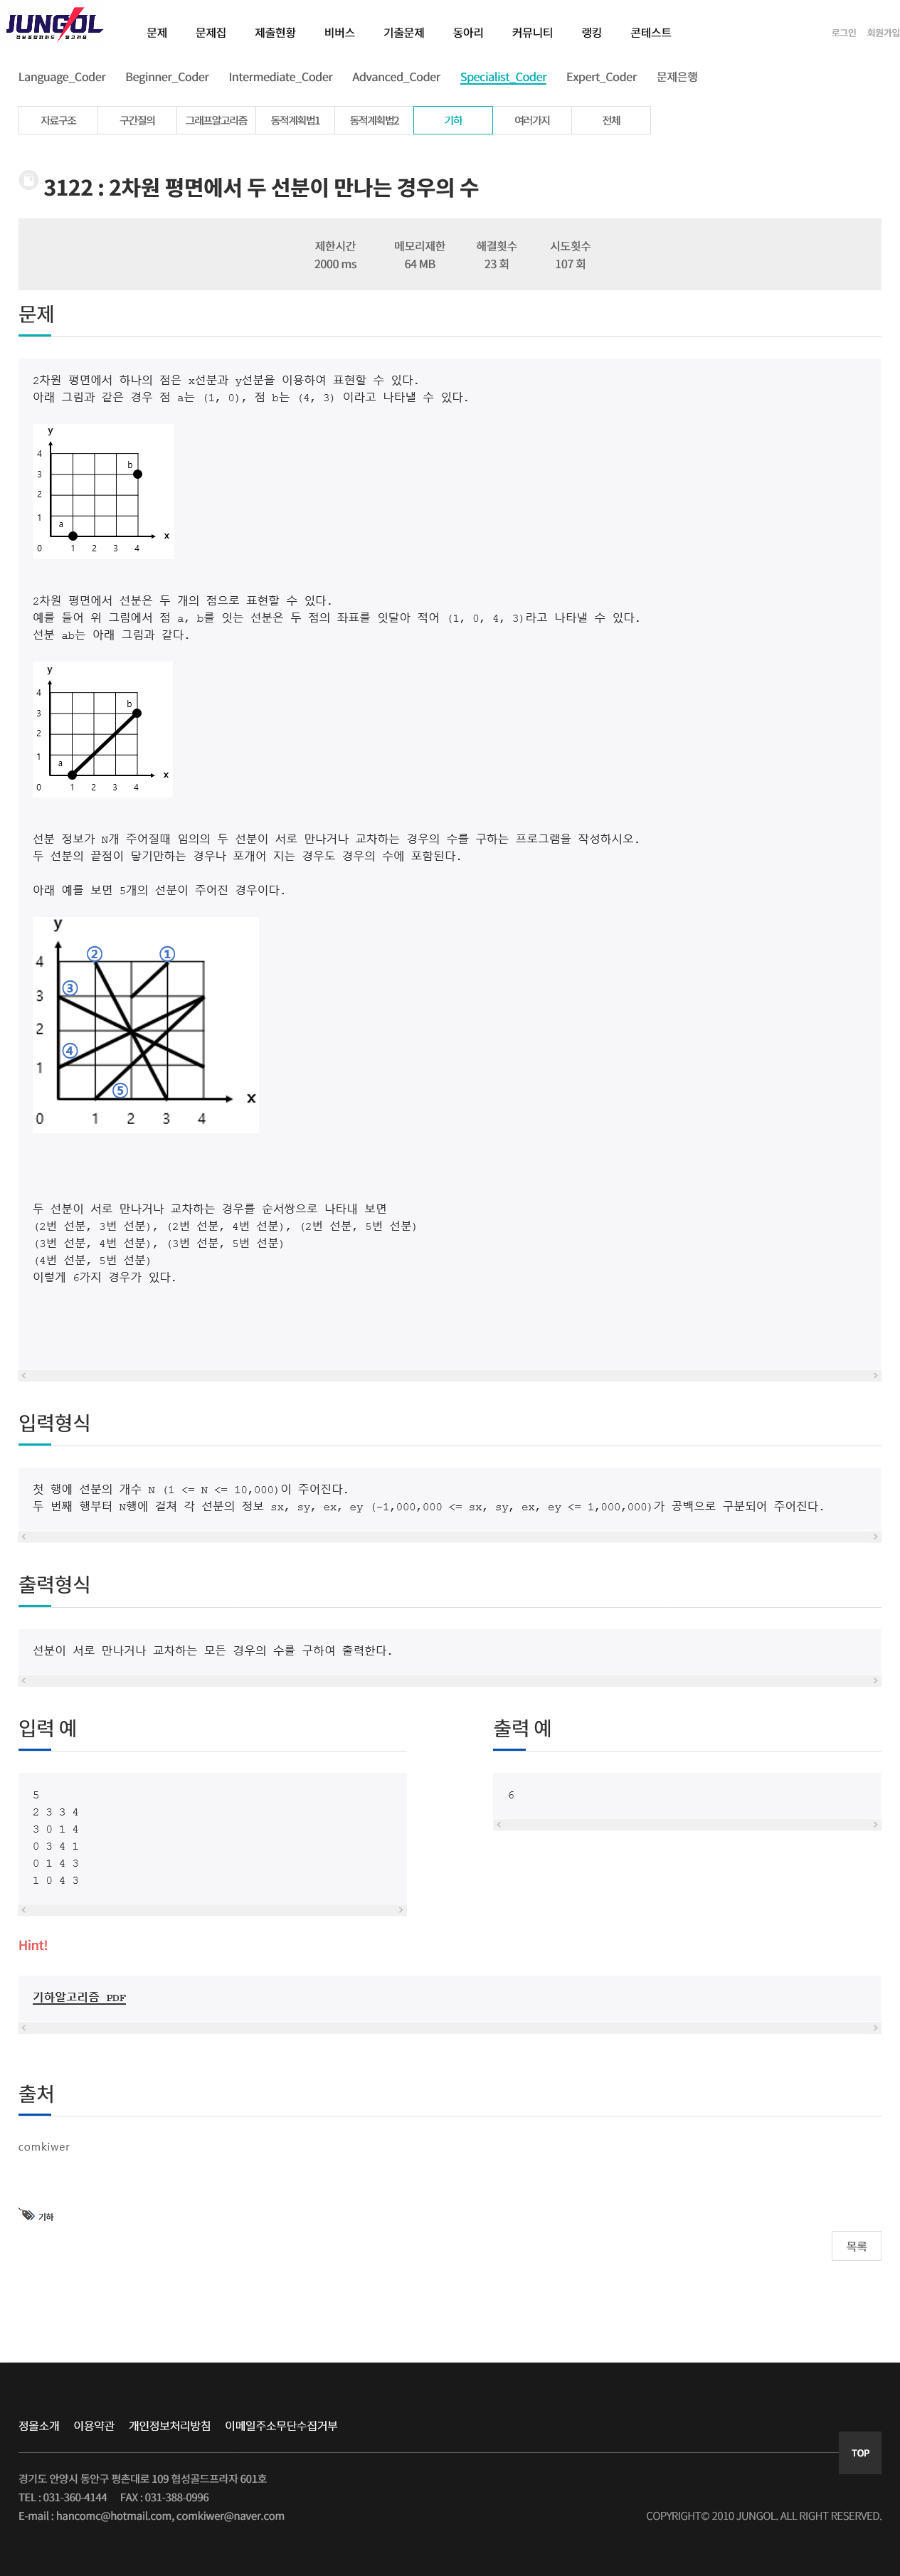 JUNGOL
문제 문제집 제출현황 비버스 기출문제 동아리 커뮤니티 랭킹 콘테스트
로그인 회원가입
Language_Coder Beginner_Coder Intermediate_Coder Advanced_Coder Specialist_Coder Expert_Coder 문제은행
자료구조 구간질의 그래프알고리즘 동적계획법1 동적계획법2 기하 여러가지 전체
3122 : 2차원 평면에서 두 선분이 만나는 경우의 수
제한시간 메모리제한 해결횟수 시도횟수
2000 ms 64 MB 23 회 107 회
문제
2차원 평면에서 하나의 점은 x선분과 y선분을 이용하여 표현할 수 있다.
아래 그림과 같은 경우 점 a는 (1, 0), 점 b는 (4, 3) 이라고 나타낼 수 있다.
y
4
b
3
2
1
a
x
0 1 2 3 4
2차원 평면에서 선분은 두 개의 점으로 표현할 수 있다.
예를 들어 위 그림에서 점 a, b를 잇는 선분은 두 점의 좌표를 잇달아 적어 (1, 0, 4, 3)라고 나타낼 수 있다.
선분 ab는 아래 그림과 같다.
y
4
b
3
2
1
a
x
0 1 2 3 4
선분 정보가 N개 주어질때 임의의 두 선분이 서로 만나거나 교차하는 경우의 수를 구하는 프로그램을 작성하시오.
두 선분의 끝점이 닿기만하는 경우나 포개어 지는 경우도 경우의 수에 포함된다.
아래 예를 보면 5개의 선분이 주어진 경우이다.
y
② ①
4
③
3
2
④
1
⑤
x
0 1 2 3 4
두 선분이 서로 만나거나 교차하는 경우를 순서쌍으로 나타내 보면
(2번 선분, 3번 선분), (2번 선분, 4번 선분), (2번 선분, 5번 선분)
(3번 선분, 4번 선분), (3번 선분, 5번 선분)
(4번 선분, 5번 선분)
이렇게 6가지 경우가 있다.
입력형식
첫 행에 선분의 개수 N (1 <= N <= 10,000)이 주어진다.
두 번째 행부터 N행에 걸쳐 각 선분의 정보 sx, sy, ex, ey (-1,000,000 <= sx, sy, ex, ey <= 1,000,000)가 공백으로 구분되어 주어진다.
출력형식
선분이 서로 만나거나 교차하는 모든 경우의 수를 구하여 출력한다.
입력 예
5
2 3 3 4
3 0 1 4
0 3 4 1
0 1 4 3
1 0 4 3
출력 예
6
Hint!
기하알고리즘 PDF
출처
comkiwer
기하
목록
정올소개 이용약관 개인정보처리방침 이메일주소무단수집거부
TOP
경기도 안양시 동안구 평촌대로 109 협성골드프라자 601호
TEL : 031-360-4144 FAX : 031-388-0996
E-mail : hancomc@hotmail.com, comkiwer@naver.com
COPYRIGHT© 2010 JUNGOL. ALL RIGHT RESERVED.